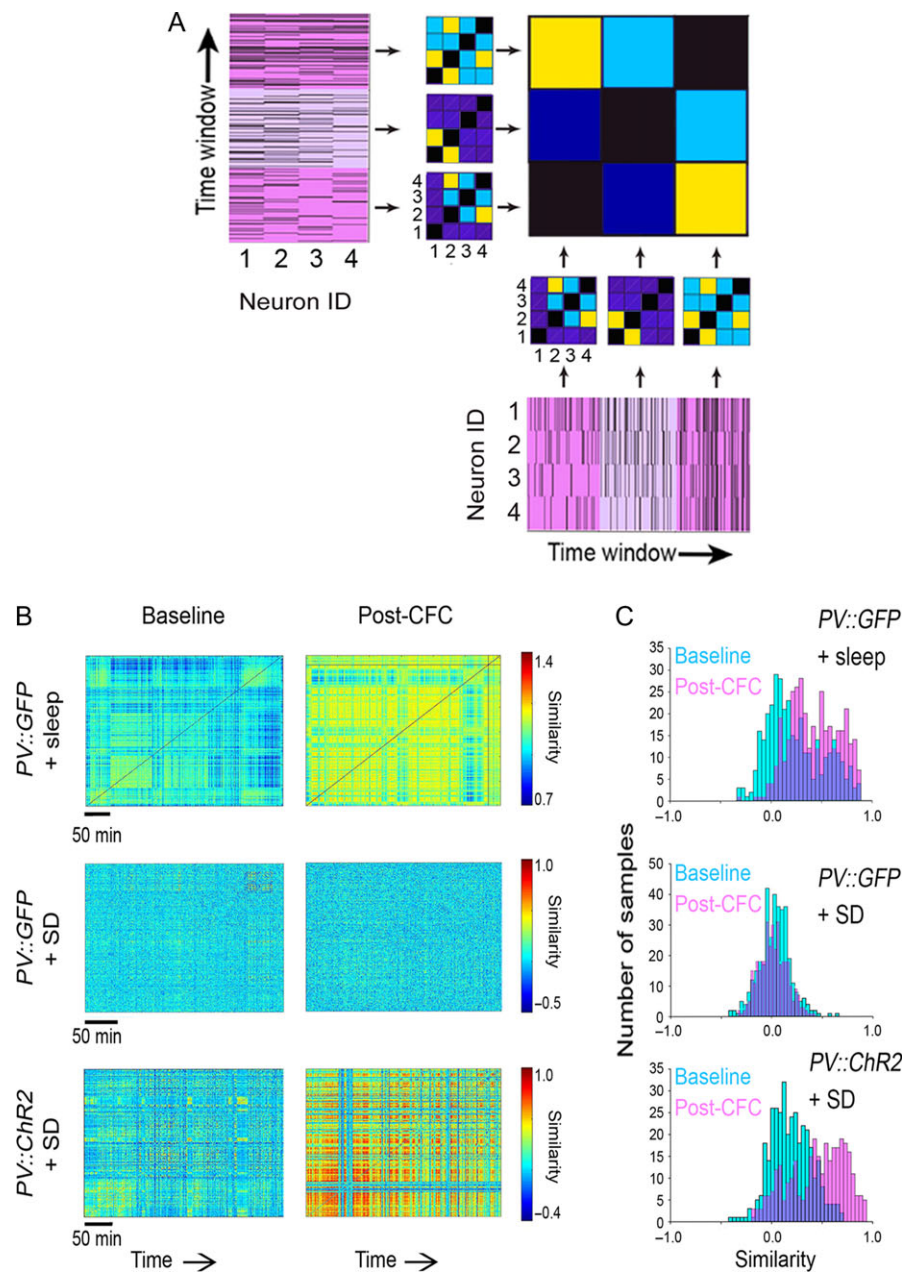 A
Time window
1 2 3 4
Neuron ID
4
3
2
1
1 2 3 4
4
3
2
1
1 2 3 4
Neuron ID
1
2
3
4
Time window
B
Baseline
Post-CFC
PV::GFP
+ sleep
1.4
Similarity
0.7
50 min
PV::GFP
+ SD
1.0
Similarity
−0.5
50 min
PV::ChR2
+ SD
1.0
Similarity
−0.4
50 min
Time
Time
C
PV::GFP
+ sleep
Baseline
Post-CFC
35
30
25
20
15
10
5
0
−1.0 0.0 1.0
PV::GFP
+ SD
Baseline
Post-CFC
50
40
30
20
10
0
−1.0 0.0 1.0
Number of samples
PV::ChR2
+ SD
Baseline
Post-CFC
35
30
25
20
15
10
5
0
−1.0 0.0 1.0
Similarity